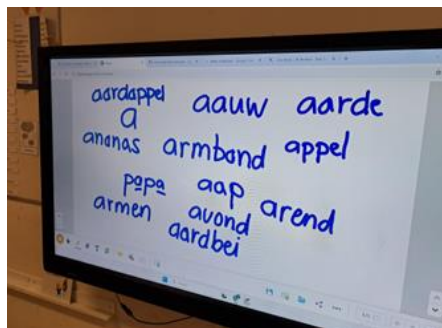 aardappel aauw aarde
a
ananas armband appel
papa aap arend
armen avond
aardbei